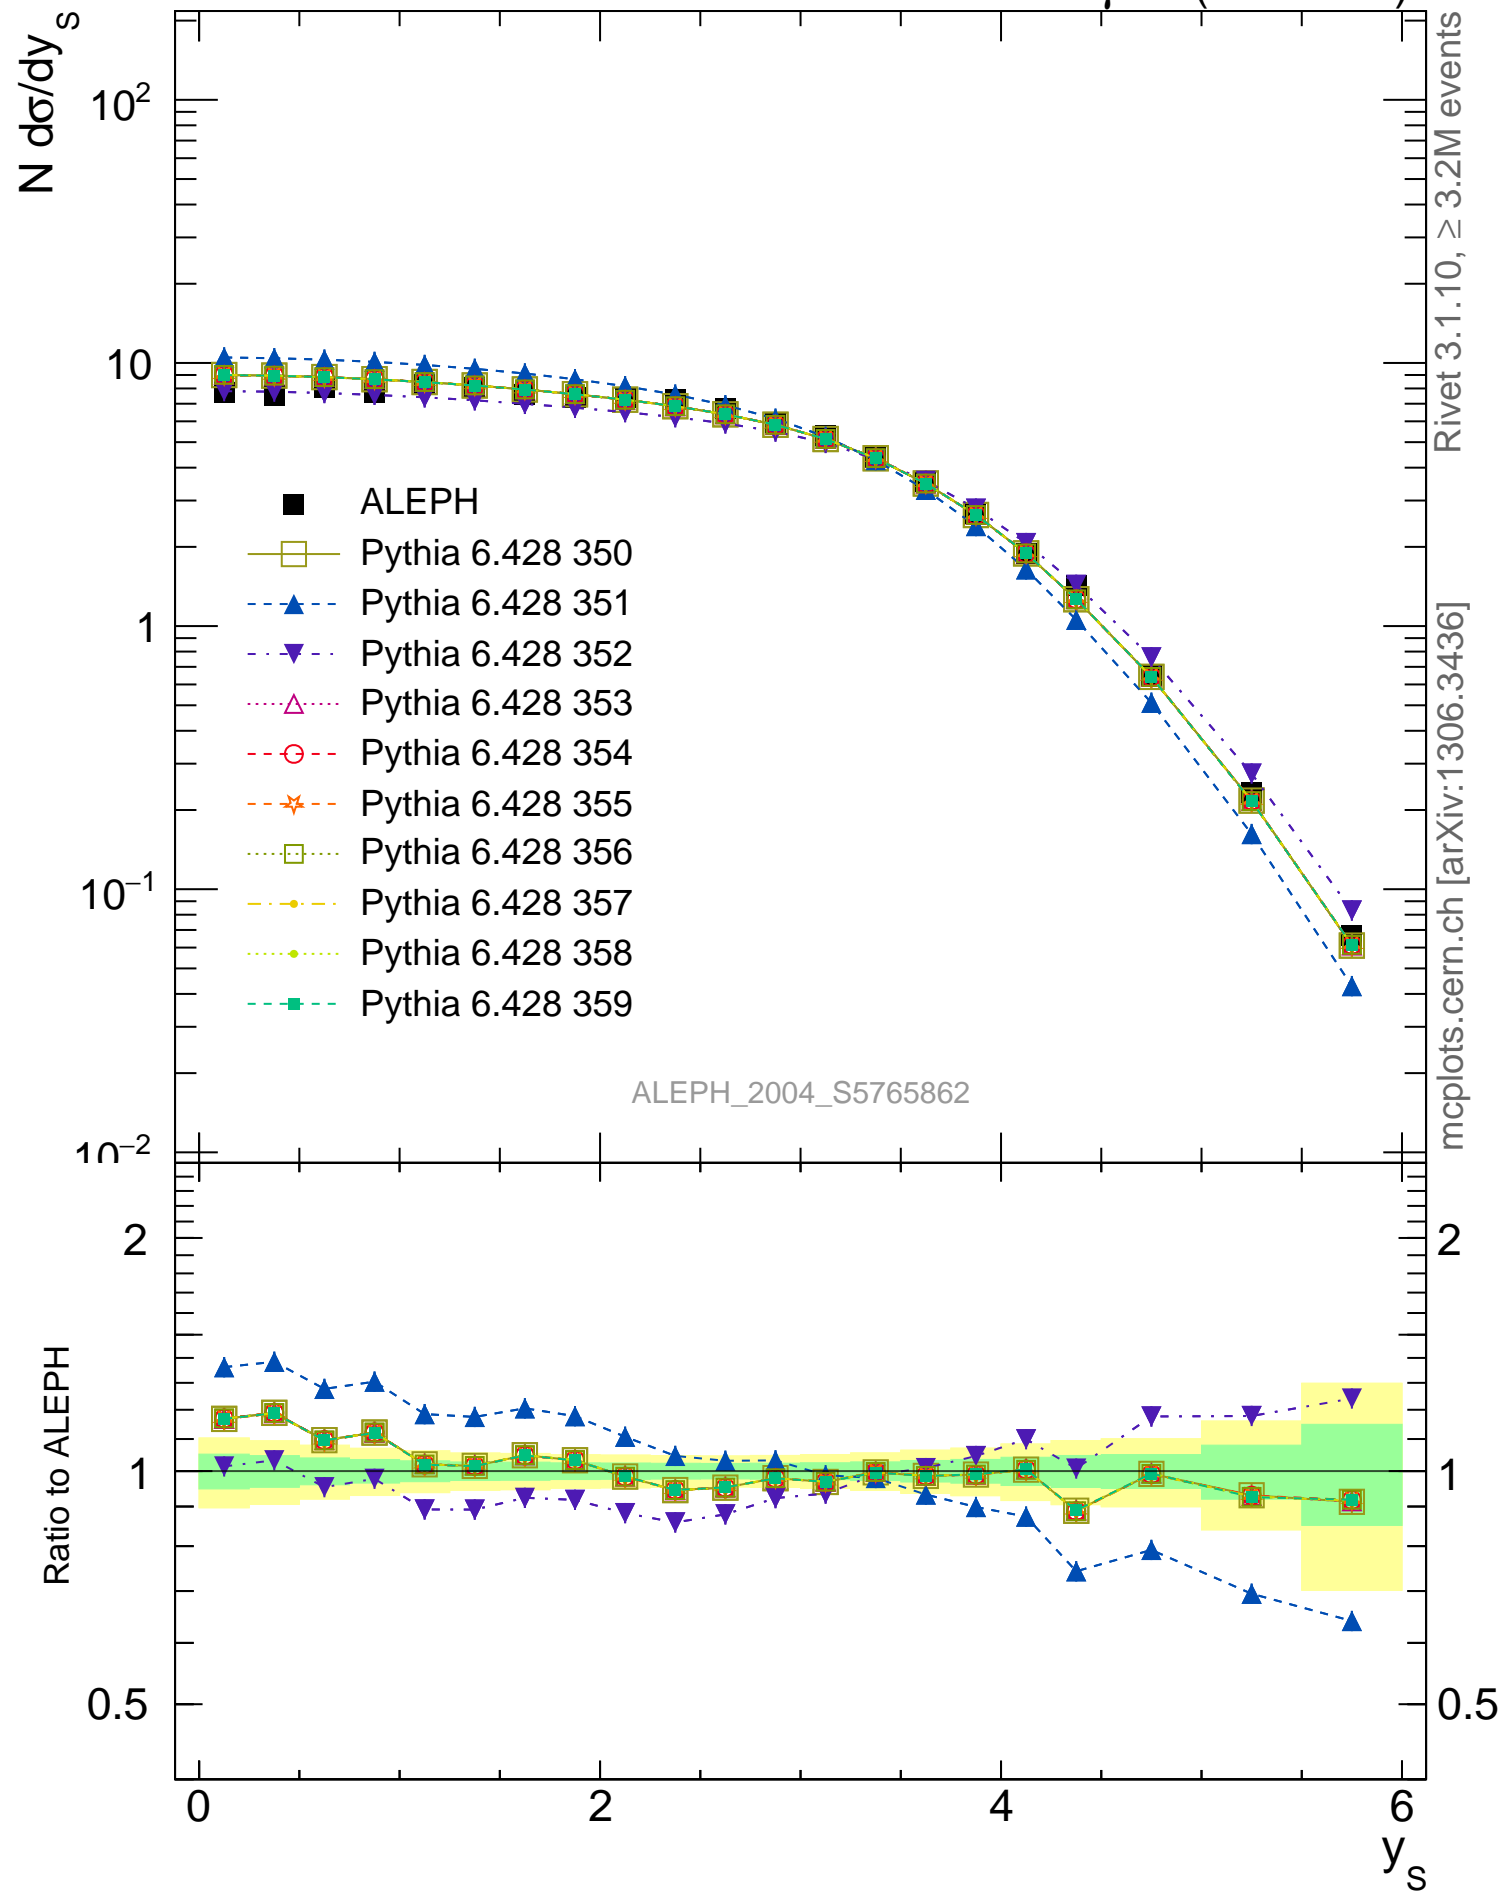 N dσ/dy_S
10²
10
1
10⁻¹
10⁻²
ALEPH
Pythia 6.428 350
Pythia 6.428 351
Pythia 6.428 352
Pythia 6.428 353
Pythia 6.428 354
Pythia 6.428 355
Pythia 6.428 356
Pythia 6.428 357
Pythia 6.428 358
Pythia 6.428 359
ALEPH_2004_S5765862
Rivet 3.1.10, ≥ 3.2M events
mcplots.cern.ch [arXiv:1306.3436]
Ratio to ALEPH
2
1
0.5
2
1
0.5
0
2
4
6
y_S